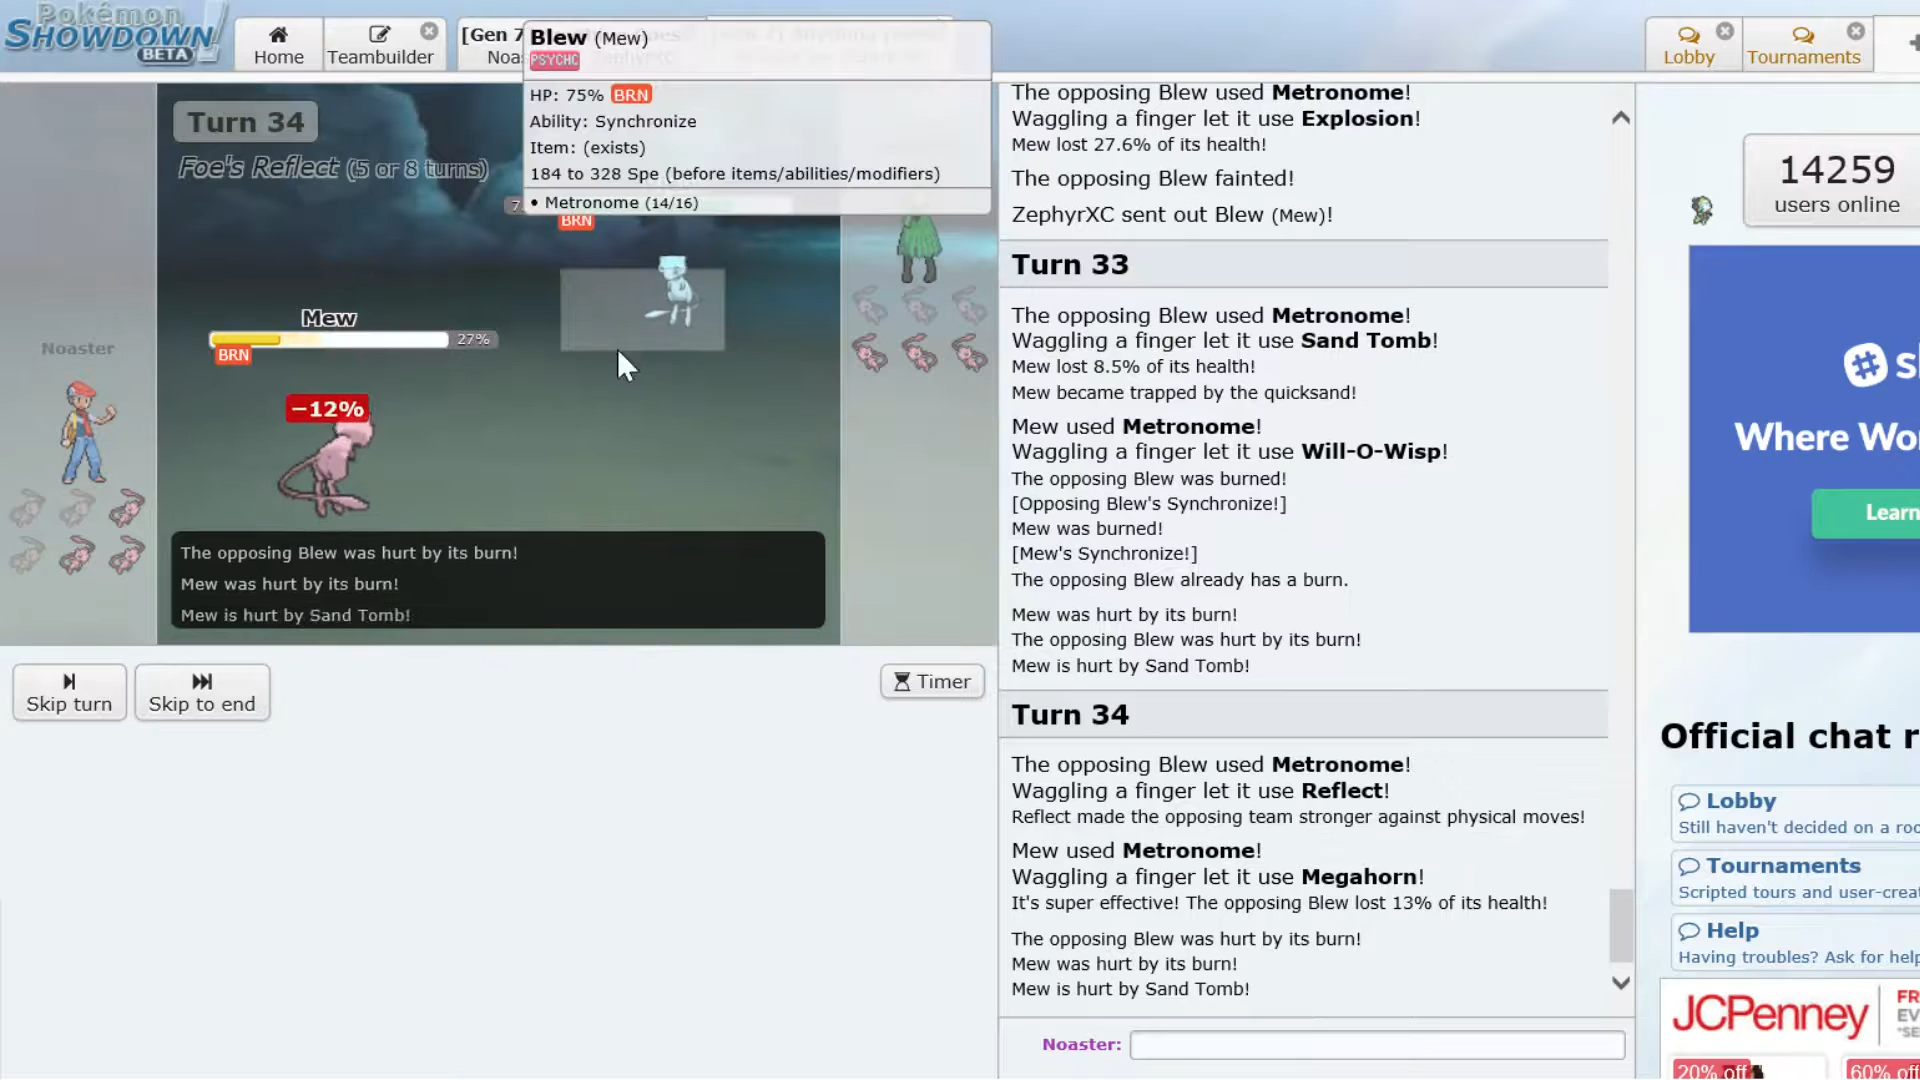 Pokémon
SHOWDOWN
BETA
Home
Teambuilder
[Gen 7
Noas
Blew (Mew)
PSYCHC
HP: 75% BRN
Ability: Synchronize
Item: (exists)
184 to 328 Spe (before items/abilities/modifiers)
• Metronome (14/16)
Lobby
Tournaments
Turn 34
Foe's Reflect (5 or 8 turns)
BRN
Mew
27%
BRN
Noaster
−12%
The opposing Blew was hurt by its burn!
Mew was hurt by its burn!
Mew is hurt by Sand Tomb!
Skip turn
Skip to end
Timer
The opposing Blew used Metronome!
Waggling a finger let it use Explosion!
Mew lost 27.6% of its health!
The opposing Blew fainted!
ZephyrXC sent out Blew (Mew)!
Turn 33
The opposing Blew used Metronome!
Waggling a finger let it use Sand Tomb!
Mew lost 8.5% of its health!
Mew became trapped by the quicksand!
Mew used Metronome!
Waggling a finger let it use Will-O-Wisp!
The opposing Blew was burned!
[Opposing Blew's Synchronize!]
Mew was burned!
[Mew's Synchronize!]
The opposing Blew already has a burn.
Mew was hurt by its burn!
The opposing Blew was hurt by its burn!
Mew is hurt by Sand Tomb!
Turn 34
The opposing Blew used Metronome!
Waggling a finger let it use Reflect!
Reflect made the opposing team stronger against physical moves!
Mew used Metronome!
Waggling a finger let it use Megahorn!
It's super effective! The opposing Blew lost 13% of its health!
The opposing Blew was hurt by its burn!
Mew was hurt by its burn!
Mew is hurt by Sand Tomb!
Noaster:
14259
users online
# sl
Where Wor
Learn
Official chat r
Lobby
Still haven't decided on a roo
Tournaments
Scripted tours and user-creat
Help
Having troubles? Ask for help
JCPenney
FR
EV
*SE
20% off
60% off